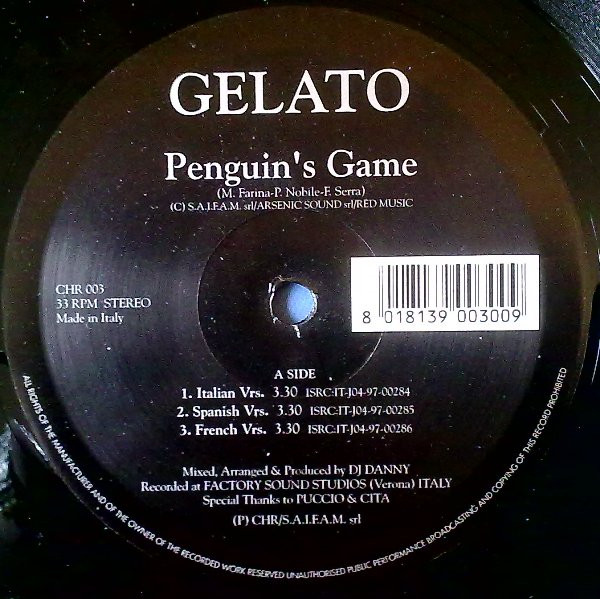 GELATO
Penguin's Game
(M. Farina-P. Nobile-F. Serra)
(C) S.A.I.F.A.M. srl/ARSENIC SOUND srl/RED MUSIC
CHR 003
33 RPM STEREO
Made in Italy
8 018139 003009
A SIDE
1. Italian Vrs. 3.30 ISRC:IT-J04-97-00284
2. Spanish Vrs. 3.30 ISRC:IT-J04-97-00285
3. French Vrs. 3.30 ISRC:IT-J04-97-00286
Mixed, Arranged & Produced by DJ DANNY
Recorded at FACTORY SOUND STUDIOS (Verona) ITALY
Special Thanks to PUCCIO & CITA
(P) CHR/S.A.I.F.A.M. srl
ALL RIGHTS OF THE MANUFACTURER AND OF THE OWNER OF THE RECORDED WORK RESERVED UNAUTHORISED PUBLIC PERFORMANCE BROADCASTING AND COPYING OF THIS RECORD PROHIBITED